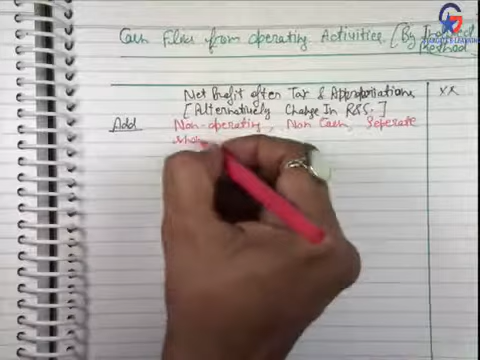 Cash Flows from operating Activities [By Indirect
Method
Net Profit after Tax & Appropriations XX
[Alternatively Change In R&S.]
Add Non-operating, Non Cash, Seperate